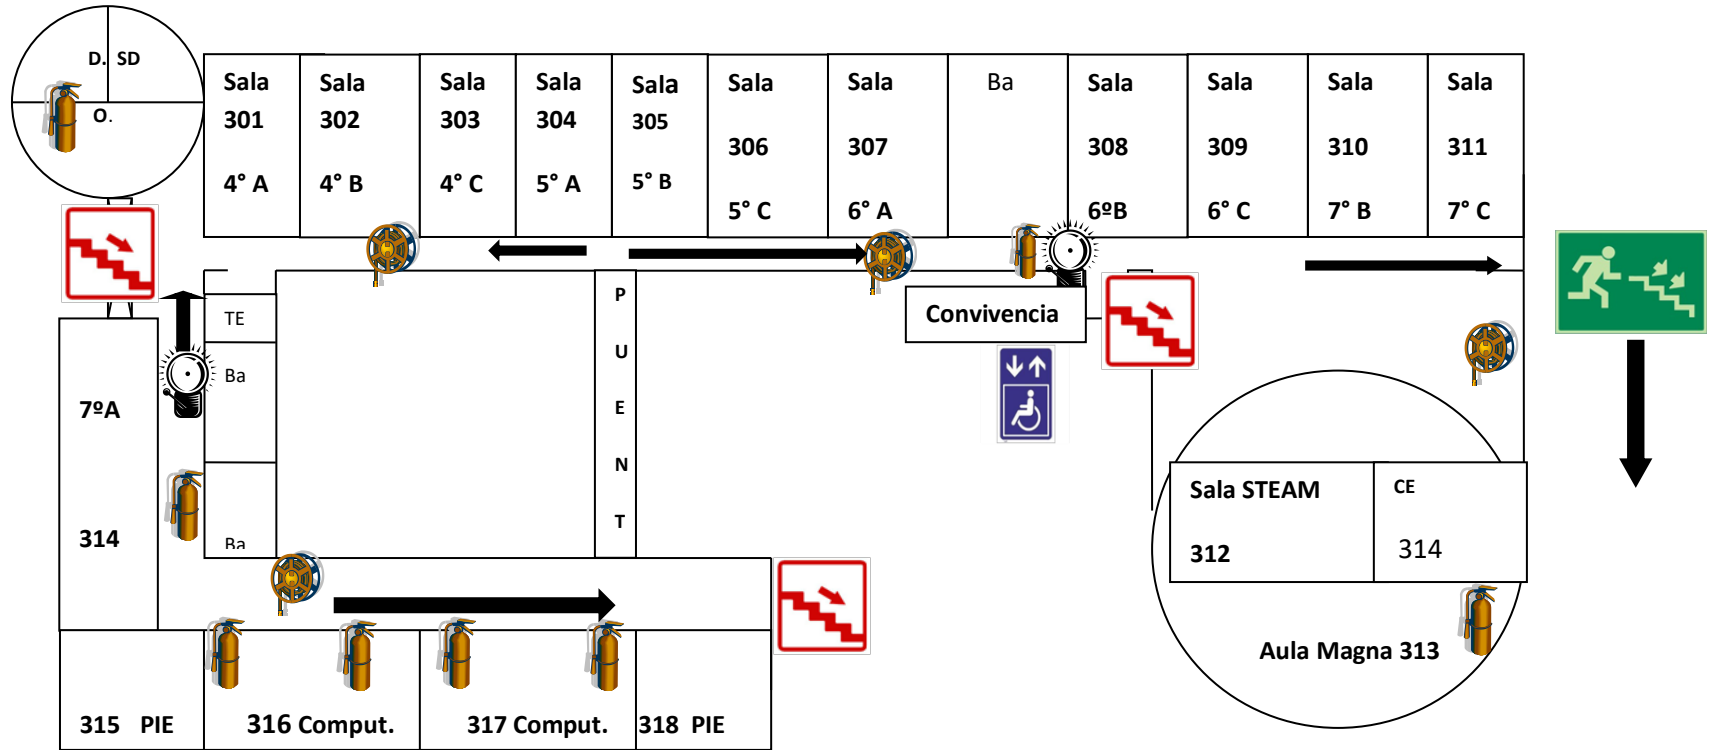 D. SD
O.
Sala
301
4° A
Sala
302
4° B
Sala
303
4° C
Sala
304
5° A
Sala
305
5° B
Sala
306
5° C
Sala
307
6° A
Ba
Sala
308
6ºB
Sala
309
6° C
Sala
310
7° B
Sala
311
7° C
TE
Ba
Ba
7ºA
314
P
U
E
N
T
Convivencia
Sala STEAM
312
CE
314
Aula Magna 313
315 PIE
316 Comput.
317 Comput.
318 PIE